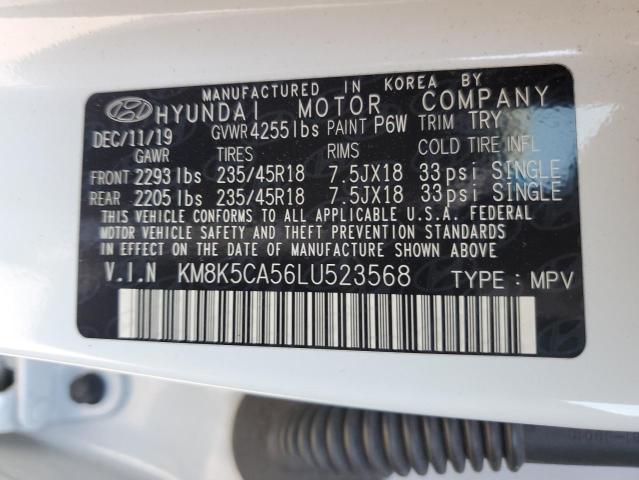 MANUFACTURED IN KOREA BY
HYUNDAI MOTOR COMPANY
DEC/11/19 GVWR 4255lbs PAINT P6W TRIM TRY
GAWR TIRES RIMS COLD TIRE INFL
FRONT 2293 lbs 235/45R18 7.5JX18 33 psi SINGLE
REAR 2205 lbs 235/45R18 7.5JX18 33 psi SINGLE
THIS VEHICLE CONFORMS TO ALL APPLICABLE U.S.A. FEDERAL
MOTOR VEHICLE SAFETY AND THEFT PREVENTION STANDARDS
IN EFFECT ON THE DATE OF MANUFACTURE SHOWN ABOVE.
V.I.N KM8K5CA56LU523568 TYPE : MPV